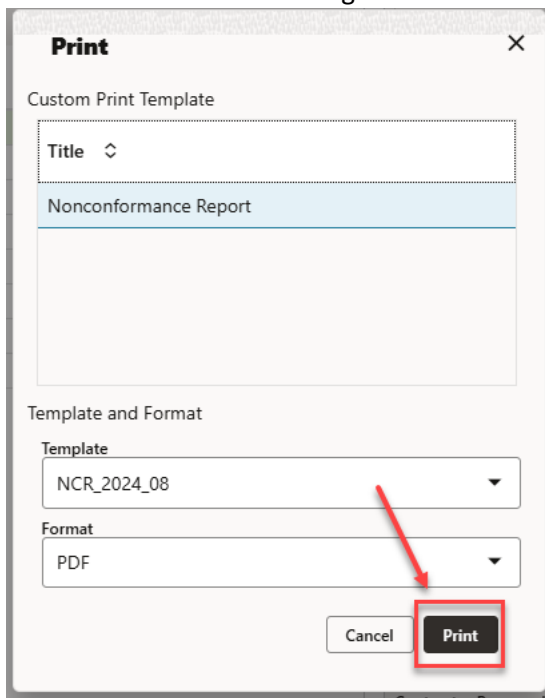 Print
Custom Print Template
Title
Nonconformance Report
Template and Format
Template
NCR_2024_08
Format
PDF
Cancel Print